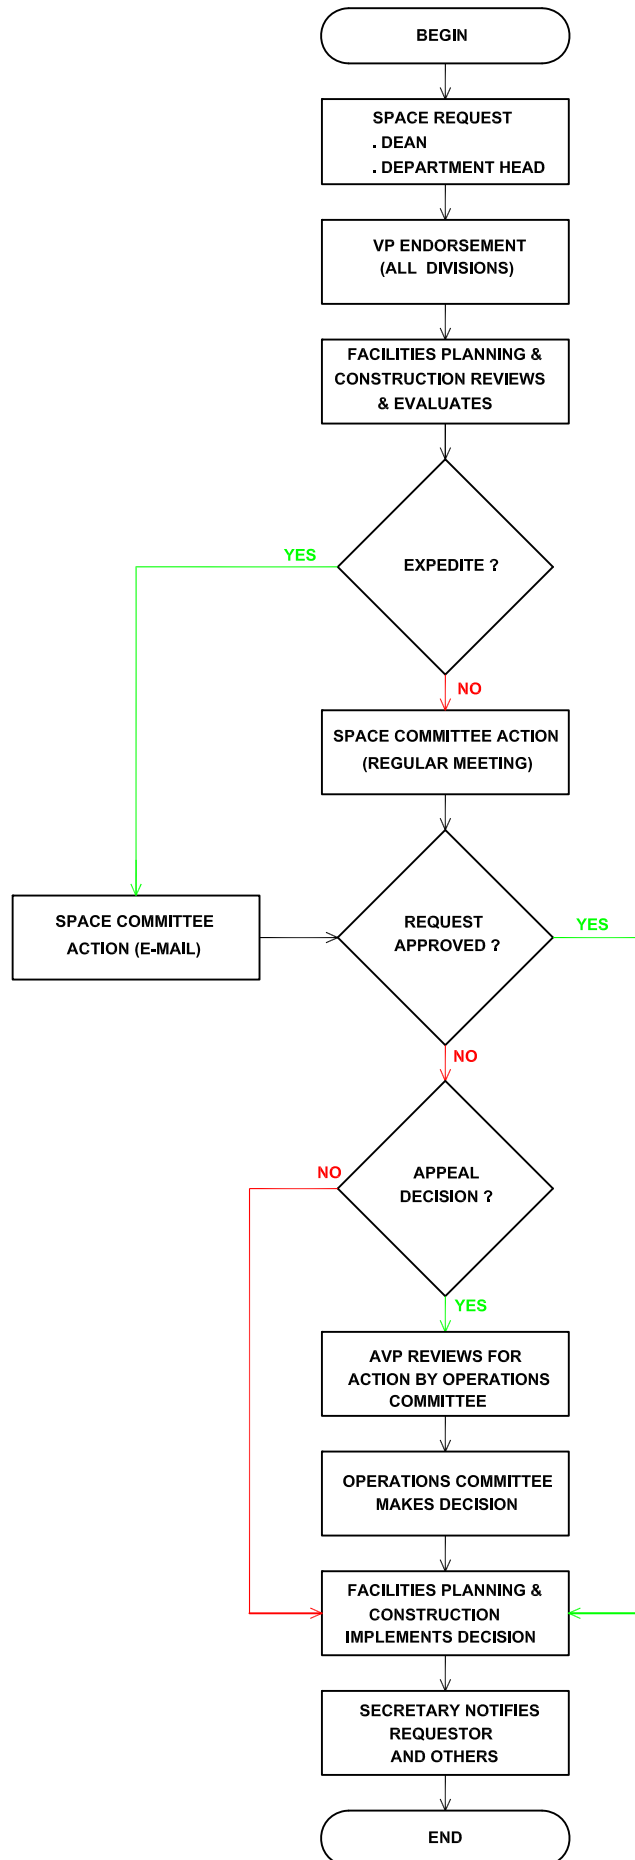 BEGIN
SPACE REQUEST
. DEAN
. DEPARTMENT HEAD
VP ENDORSEMENT
(ALL DIVISIONS)
FACILITIES PLANNING &
CONSTRUCTION REVIEWS
& EVALUATES
YES
EXPEDITE ?
NO
SPACE COMMITTEE ACTION
(REGULAR MEETING)
SPACE COMMITTEE
ACTION (E-MAIL)
REQUEST
APPROVED ?
YES
NO
NO
APPEAL
DECISION ?
YES
AVP REVIEWS FOR
ACTION BY OPERATIONS
COMMITTEE
OPERATIONS COMMITTEE
MAKES DECISION
FACILITIES PLANNING &
CONSTRUCTION
IMPLEMENTS DECISION
SECRETARY NOTIFIES
REQUESTOR
AND OTHERS
END